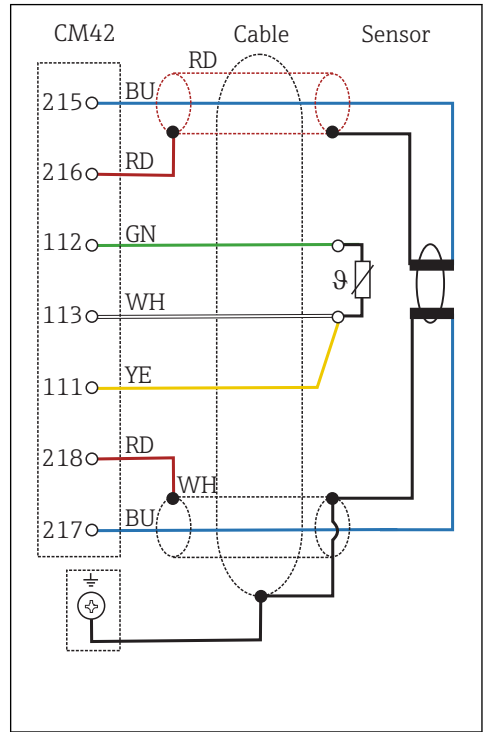 CM42 Cable Sensor
RD
215 BU
216 RD
112 GN
ϑ
113 WH
111 YE
218 RD
WH
217 BU